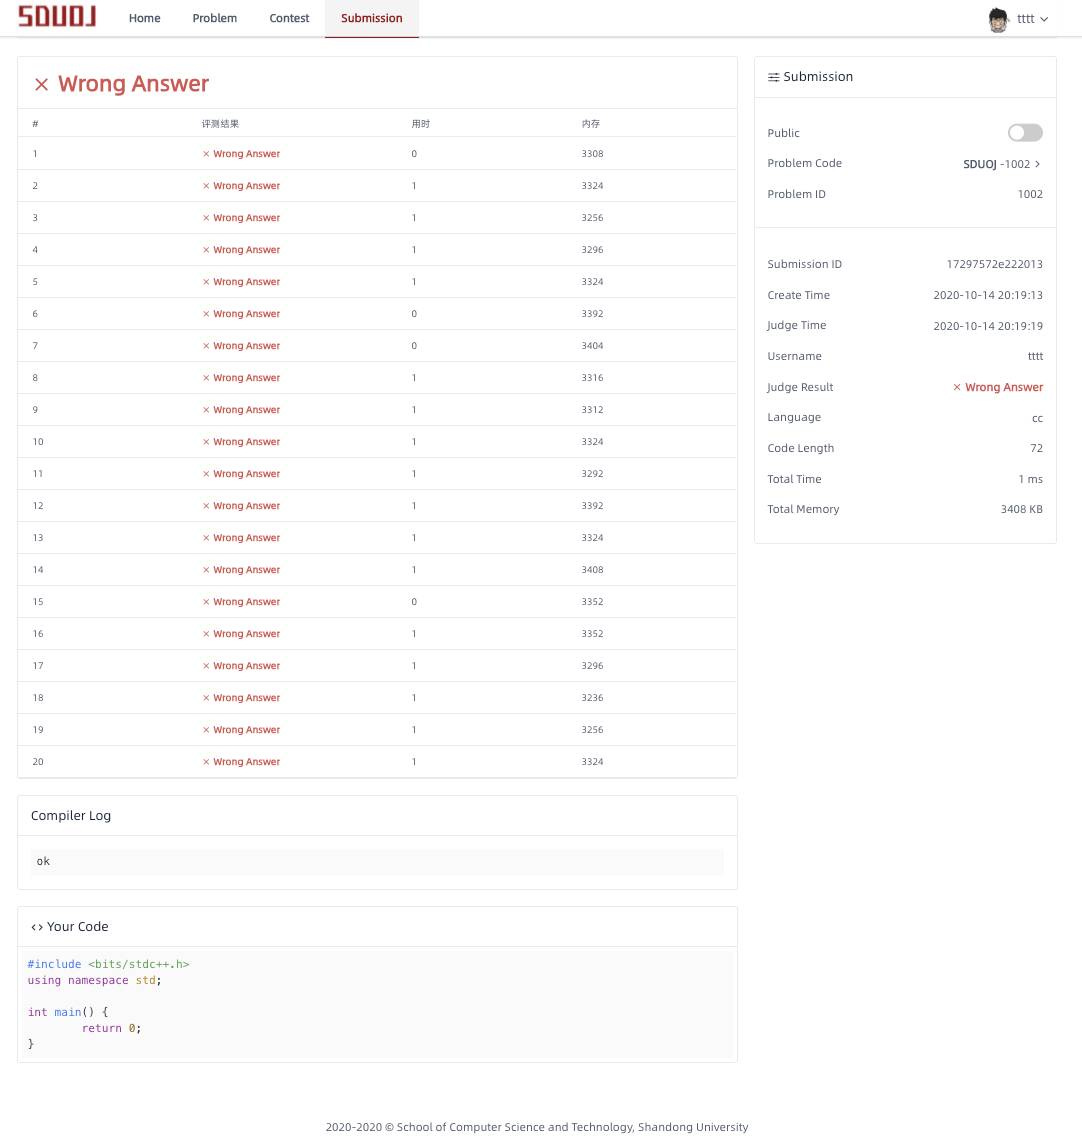 SDUOJ Home Problem Contest Submission tttt
Wrong Answer
# 评测结果 用时 内存
1 Wrong Answer 0 3308
2 Wrong Answer 1 3324
3 Wrong Answer 1 3256
4 Wrong Answer 1 3296
5 Wrong Answer 1 3324
6 Wrong Answer 0 3392
7 Wrong Answer 0 3404
8 Wrong Answer 1 3316
9 Wrong Answer 1 3312
10 Wrong Answer 1 3324
11 Wrong Answer 1 3292
12 Wrong Answer 1 3392
13 Wrong Answer 1 3324
14 Wrong Answer 1 3408
15 Wrong Answer 0 3352
16 Wrong Answer 1 3352
17 Wrong Answer 1 3296
18 Wrong Answer 1 3236
19 Wrong Answer 1 3256
20 Wrong Answer 1 3324
Compiler Log
ok
<> Your Code
#include <bits/stdc++.h>
using namespace std;
int main() {
return 0;
}
Submission
Public
Problem Code SDUOJ -1002 >
Problem ID 1002
Submission ID 17297572e222013
Create Time 2020-10-14 20:19:13
Judge Time 2020-10-14 20:19:19
Username tttt
Judge Result Wrong Answer
Language cc
Code Length 72
Total Time 1 ms
Total Memory 3408 KB
2020-2020 © School of Computer Science and Technology, Shandong University